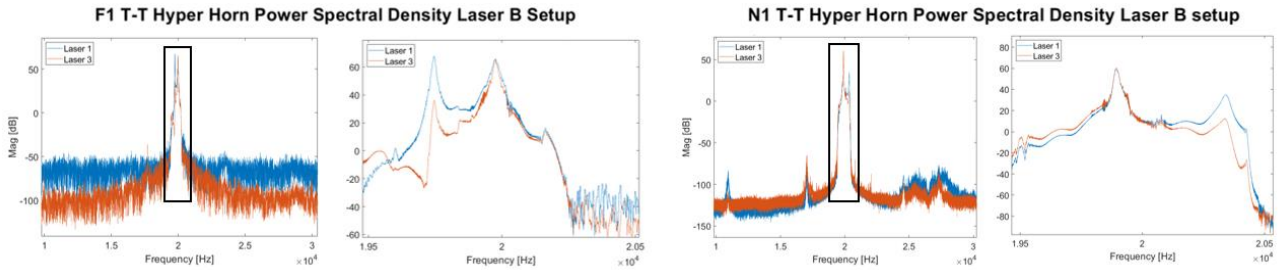 F1 T-T Hyper Horn Power Spectral Density Laser B Setup
Laser 1
Laser 3
50
0
-50
-100
Mag [dB]
1
1.5
2
2.5
3
Frequency [Hz]
×10⁴
Laser 1
Laser 3
60
40
20
0
-20
-40
-60
1.95
2
2.05
Frequency [Hz]
×10⁴
N1 T-T Hyper Horn Power Spectral Density Laser B setup
Laser 1
Laser 3
50
0
-50
-100
-150
Mag [dB]
1
1.5
2
2.5
3
Frequency [Hz]
×10⁴
Laser 1
Laser 3
80
60
40
20
0
-20
-40
-60
-80
1.95
2
2.05
Frequency [Hz]
×10⁴